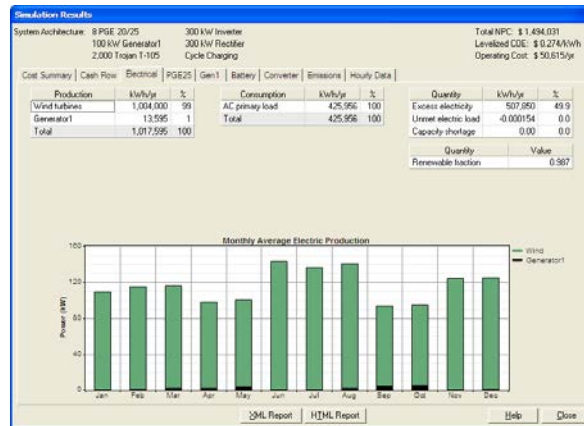 Simulation Results
System Architecture: 8 PGE 20/25 300 kW Inverter Total NPC: $ 1,494,031
100 kW Generator1 300 kW Rectifier Levelized COE: $ 0.274/kWh
2,000 Trojan T-105 Cycle Charging Operating Cost: $ 50,615/yr
Cost Summary Cash Flow Electrical PGE25 Gen1 Battery Converter Emissions Hourly Data
Production kWh/yr % Consumption kWh/yr % Quantity kWh/yr %
Wind turbines 1,004,000 99 AC primary load 425,956 100 Excess electricity 507,850 49.9
Generator1 13,595 1 Total 425,956 100 Unmet electric load -0.000154 0.0
Total 1,017,595 100 Capacity shortage 0.00 0.0
Quantity Value
Renewable fraction 0.987
Monthly Average Electric Production
Power (kW)
160
120
80
40
0
Jan Feb Mar Apr May Jun Jul Aug Sep Oct Nov Dec
Wind
Generator1
XML Report HTML Report Help Close